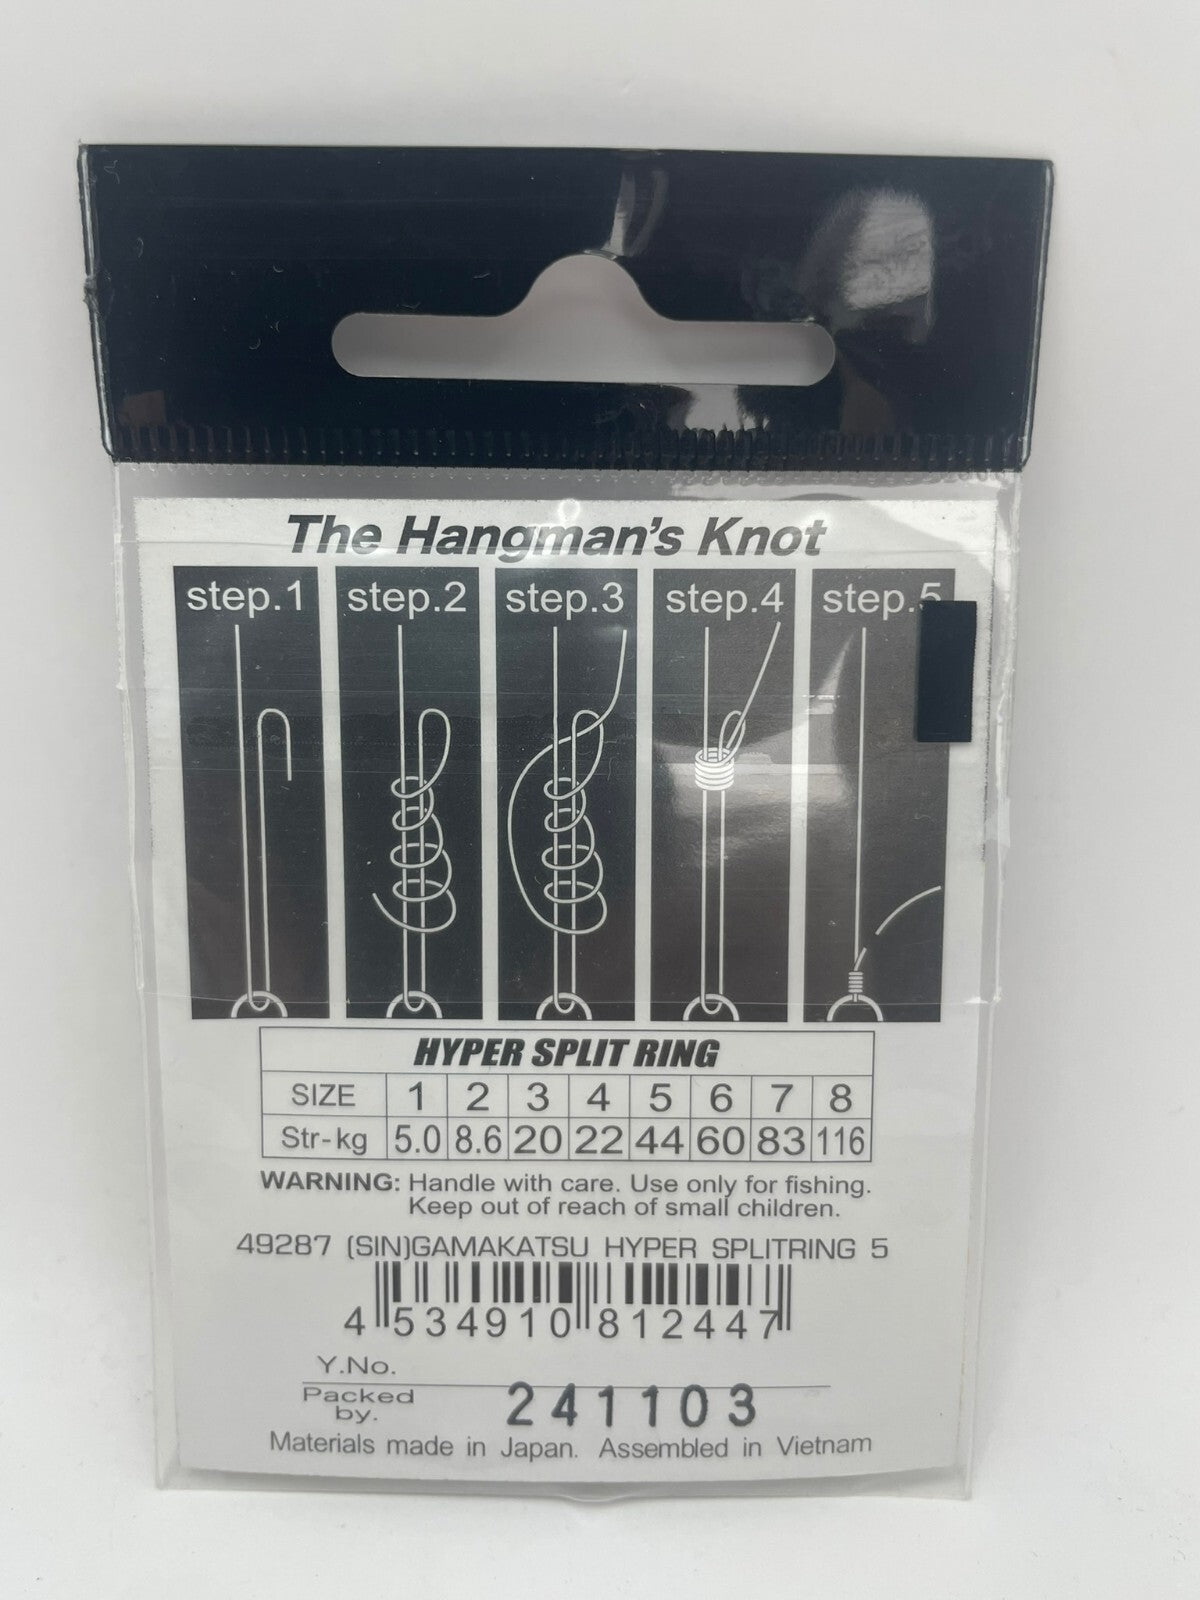 The Hangman's Knot
step.1 step.2 step.3 step.4 step.5
HYPER SPLIT RING
SIZE 1 2 3 4 5 6 7 8
Str-kg 5.0 8.6 20 22 44 60 83 116
WARNING: Handle with care. Use only for fishing.
Keep out of reach of small children.
49287 (SIN)GAMAKATSU HYPER SPLITRING 5
4 534910 812447
Y.No.
Packed by. 241103
Materials made in Japan. Assembled in Vietnam